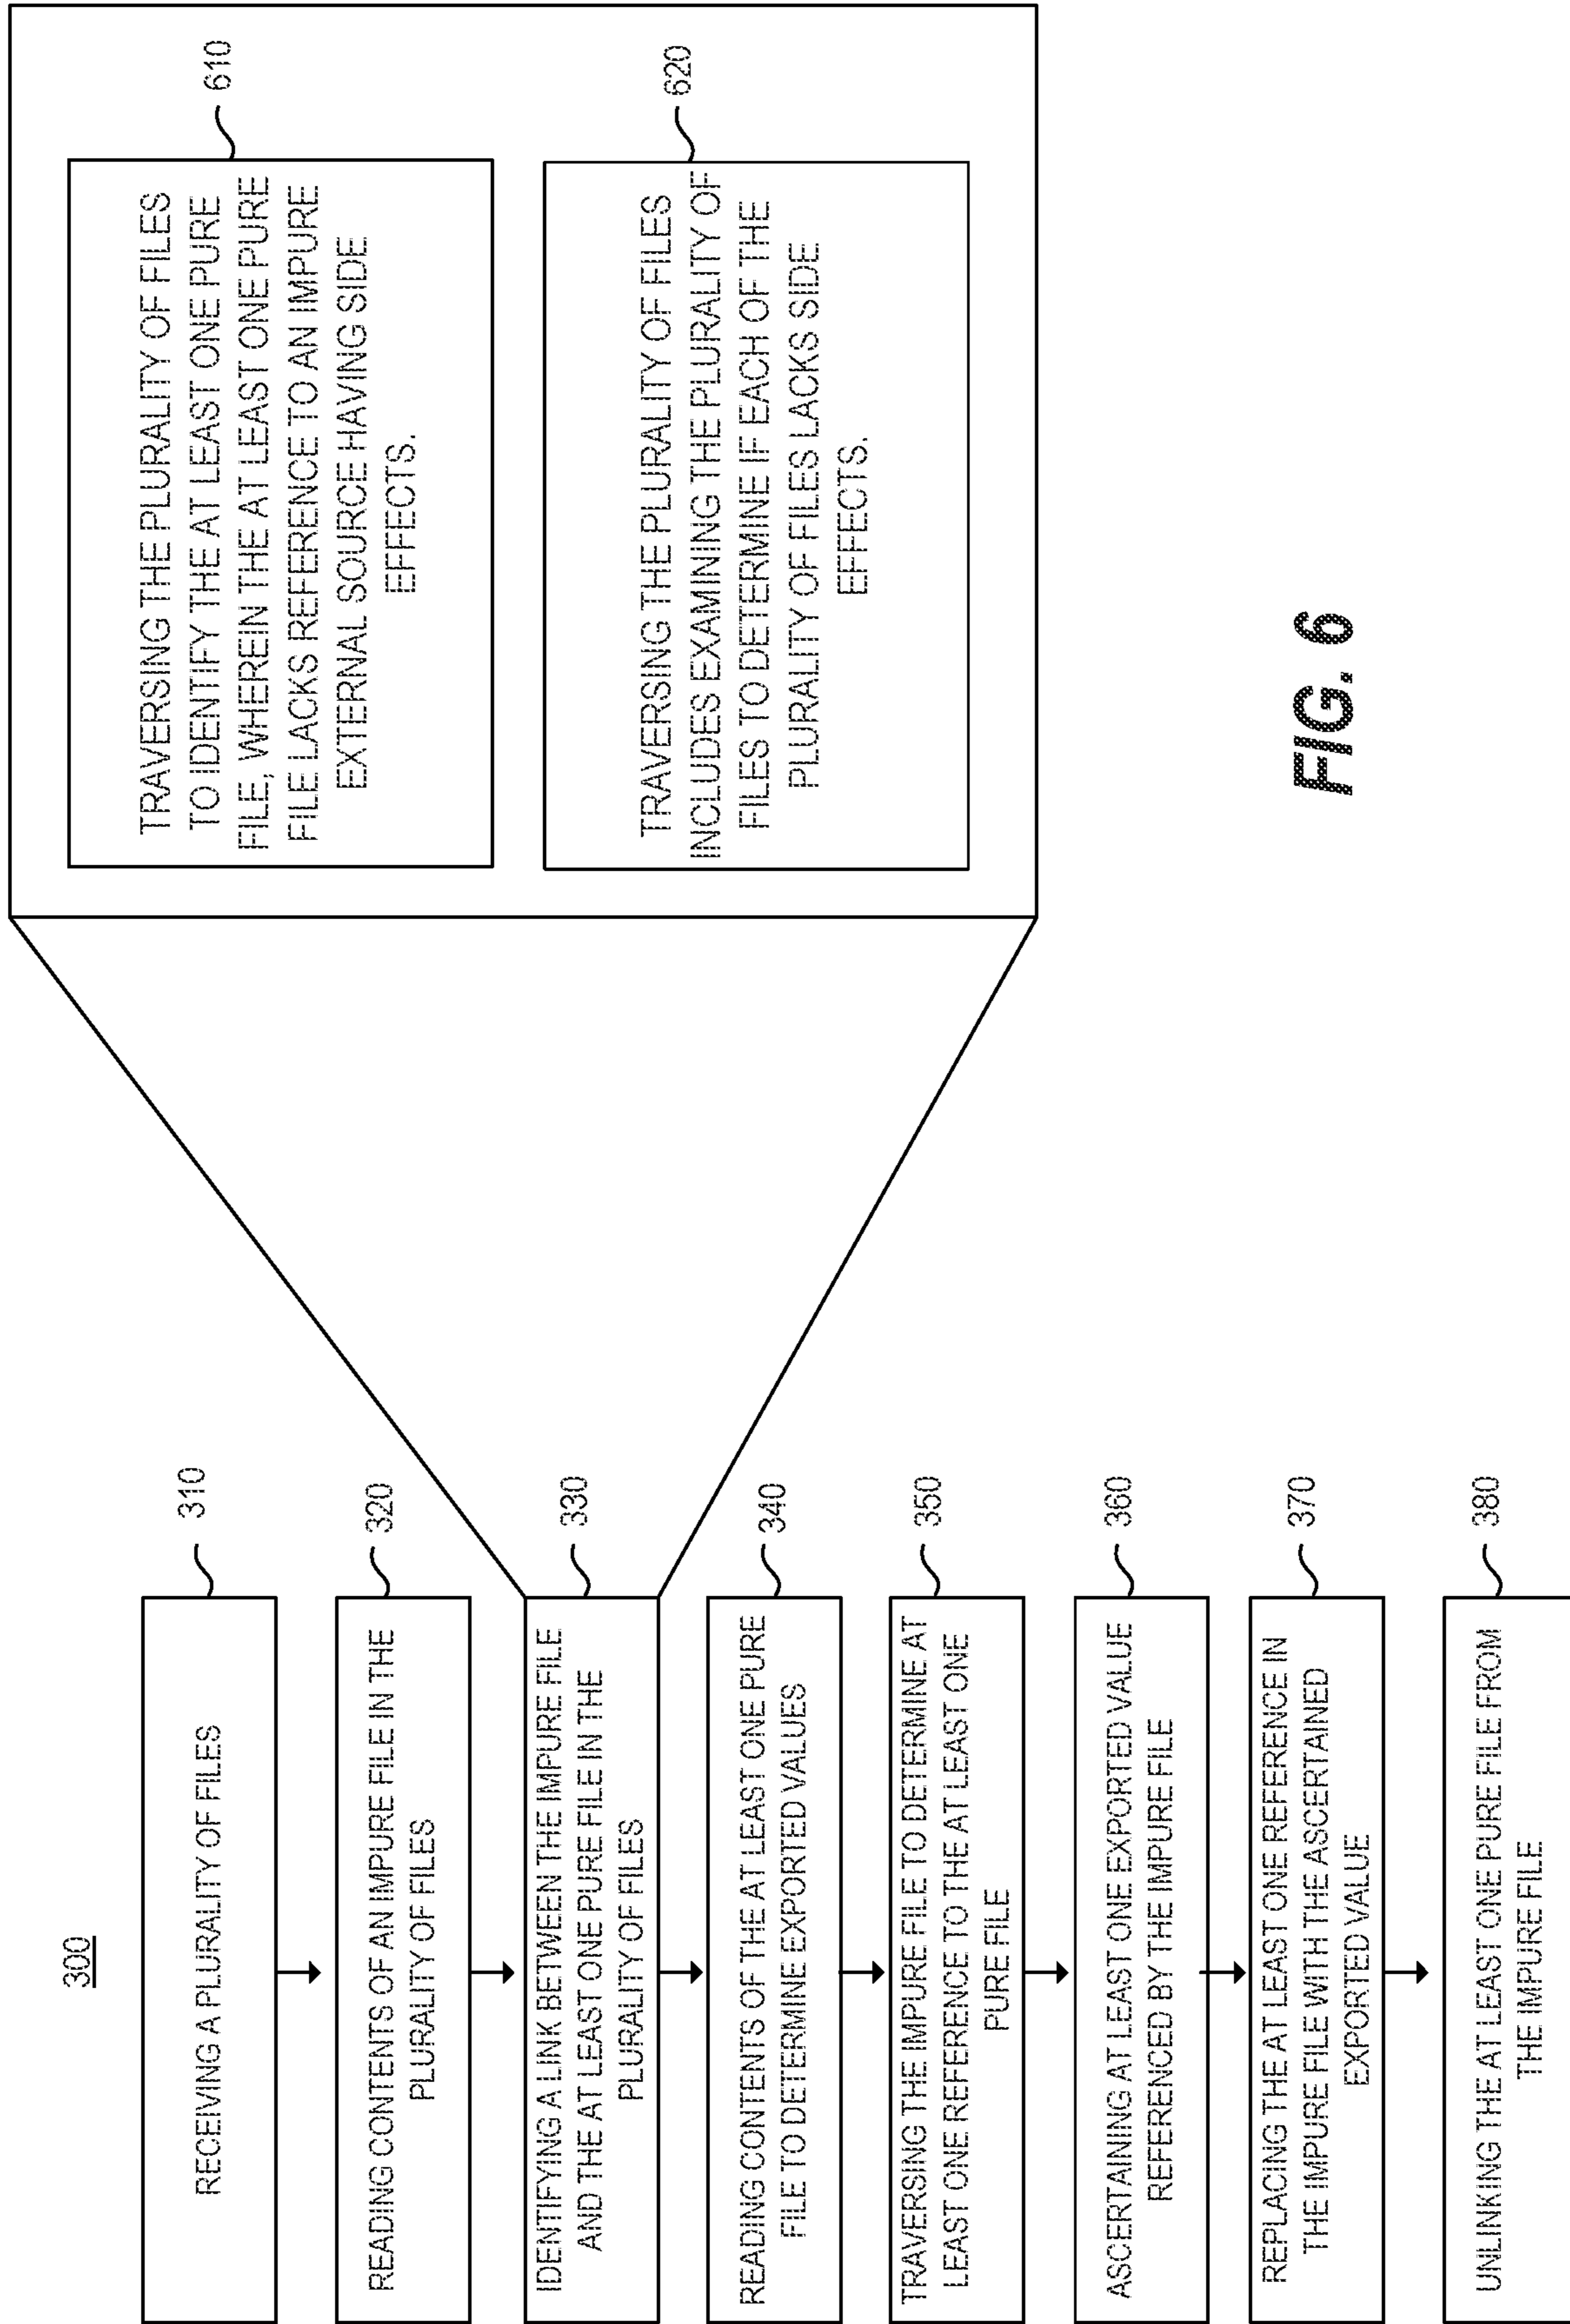 300
RECEIVING A PLURALITY OF FILES
310
READING CONTENTS OF AN IMPURE FILE IN THE
PLURALITY OF FILES
320
IDENTIFYING A LINK BETWEEN THE IMPURE FILE
AND THE AT LEAST ONE PURE FILE IN THE
PLURALITY OF FILES
330
READING CONTENTS OF THE AT LEAST ONE PURE
FILE TO DETERMINE EXPORTED VALUES
340
TRAVERSING THE IMPURE FILE TO DETERMINE AT
LEAST ONE REFERENCE TO THE AT LEAST ONE
PURE FILE
350
ASCERTAINING AT LEAST ONE EXPORTED VALUE
REFERENCED BY THE IMPURE FILE
360
REPLACING THE AT LEAST ONE REFERENCE IN
THE IMPURE FILE WITH THE ASCERTAINED
EXPORTED VALUE
370
UNLINKING THE AT LEAST ONE PURE FILE FROM
THE IMPURE FILE
380
TRAVERSING THE PLURALITY OF FILES
TO IDENTIFY THE AT LEAST ONE PURE
FILE, WHEREIN THE AT LEAST ONE PURE
FILE LACKS REFERENCE TO AN IMPURE
EXTERNAL SOURCE HAVING SIDE
EFFECTS.
610
TRAVERSING THE PLURALITY OF FILES
INCLUDES EXAMINING THE PLURALITY OF
FILES TO DETERMINE IF EACH OF THE
PLURALITY OF FILES LACKS SIDE
EFFECTS.
620
FIG. 6